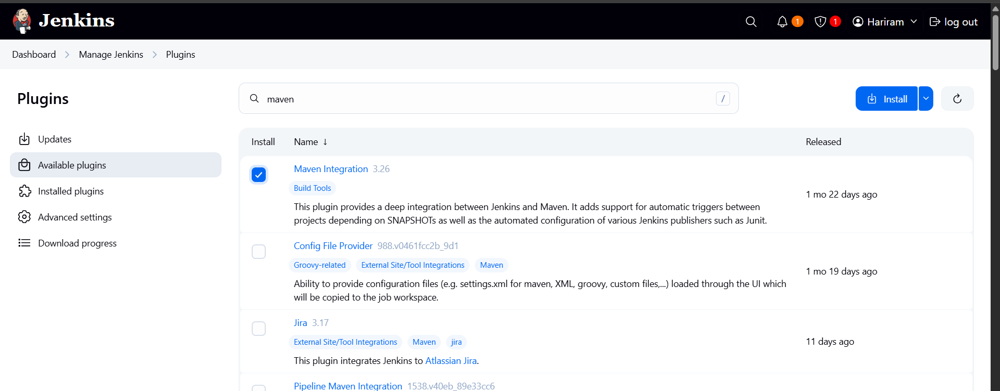 Jenkins
1
1
Hariram
log out
Dashboard
Manage Jenkins
Plugins
Plugins
maven
/
Install
Updates
Available plugins
Installed plugins
Advanced settings
Download progress
Install
Name ↓
Released
Maven Integration 3.26
Build Tools
This plugin provides a deep integration between Jenkins and Maven. It adds support for automatic triggers between
projects depending on SNAPSHOTs as well as the automated configuration of various Jenkins publishers such as Junit.
1 mo 22 days ago
Config File Provider 988.v0461fcc2b_9d1
Groovy-related
External Site/Tool Integrations
Maven
Ability to provide configuration files (e.g. settings.xml for maven, XML, groovy, custom files,...) loaded through the UI which
will be copied to the job workspace.
1 mo 19 days ago
Jira 3.17
External Site/Tool Integrations
Maven
jira
This plugin integrates Jenkins to Atlassian Jira.
11 days ago
Pipeline Maven Integration 1538.v40eb_89e33cc6